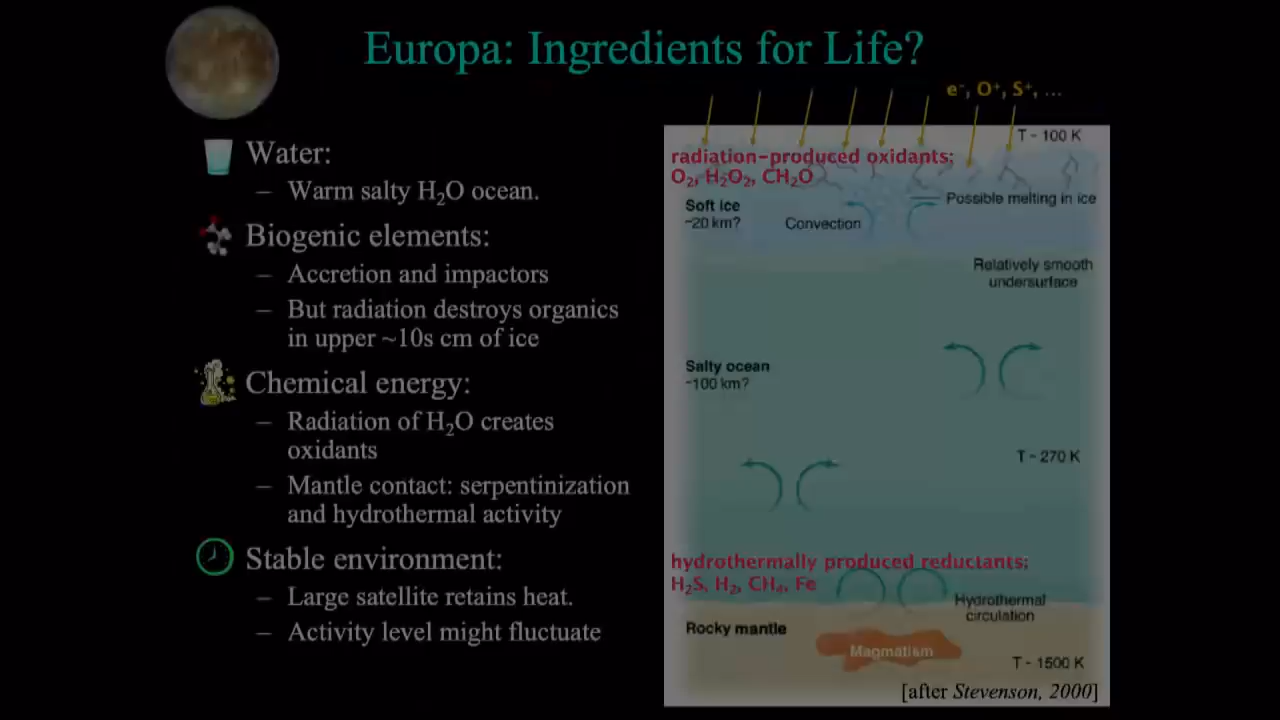 Europa: Ingredients for Life?
Water:
– Warm salty H₂O ocean.
Biogenic elements:
– Accretion and impactors
– But radiation destroys organics
in upper ~10s cm of ice
Chemical energy:
– Radiation of H₂O creates
oxidants
– Mantle contact: serpentinization
and hydrothermal activity
Stable environment:
– Large satellite retains heat.
– Activity level might fluctuate
e⁻, O⁺, S⁺, ...
T ~ 100 K
radiation-produced oxidants:
O₂, H₂O₂, CH₂O
Soft ice
~20 km?
Convection
Possible melting in ice
Relatively smooth
undersurface
Salty ocean
~100 km?
T ~ 270 K
hydrothermally produced reductants:
H₂S, H₂, CH₄, Fe
Hydrothermal
circulation
Rocky mantle
Magmatism
T ~ 1500 K
[after Stevenson, 2000]